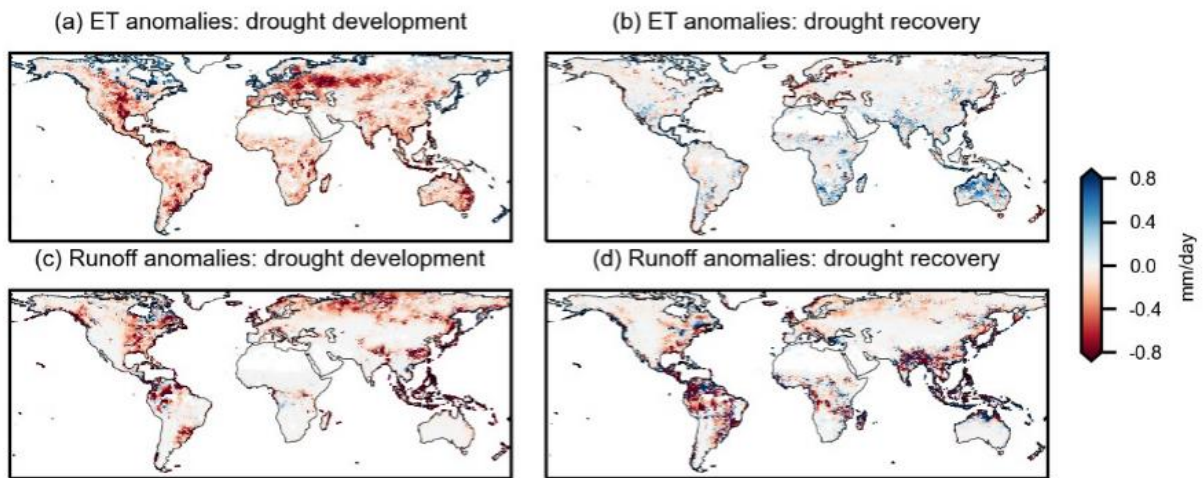 (a) ET anomalies: drought development
(b) ET anomalies: drought recovery
(c) Runoff anomalies: drought development
(d) Runoff anomalies: drought recovery
0.8
0.4
0.0
-0.4
-0.8
mm/day